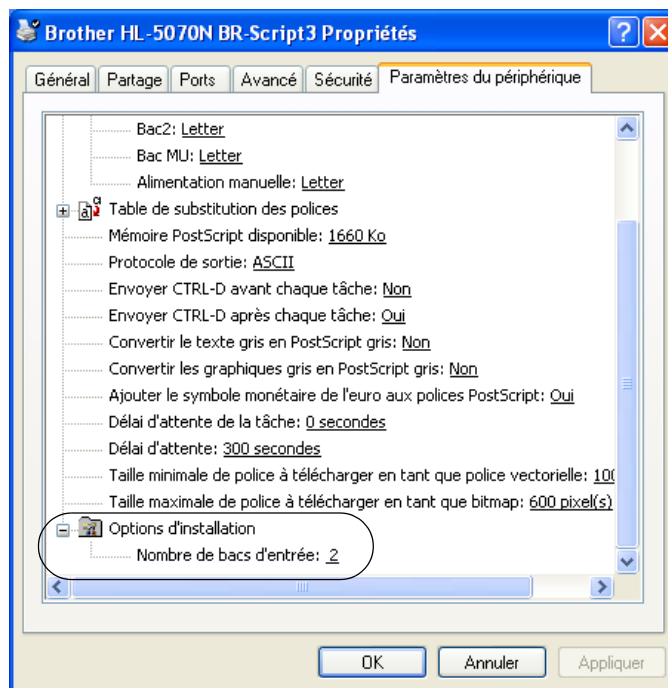 Brother HL-5070N BR-Script3 Propriétés
Général Partage Ports Avancé Sécurité Paramètres du périphérique
Bac2: Letter
Bac MU: Letter
Alimentation manuelle: Letter
Table de substitution des polices
Mémoire PostScript disponible: 1660 Ko
Protocole de sortie: ASCII
Envoyer CTRL-D avant chaque tâche: Non
Envoyer CTRL-D après chaque tâche: Oui
Convertir le texte gris en PostScript gris: Non
Convertir les graphiques gris en PostScript gris: Non
Ajouter le symbole monétaire de l'euro aux polices PostScript: Oui
Délai d'attente de la tâche: 0 secondes
Délai d'attente: 300 secondes
Taille minimale de police à télécharger en tant que police vectorielle:
Taille maximale de police à télécharger en tant que bitmap: 600 pixel(s)
Options d'installation
Nombre de bacs d'entrée: 2
OK Annuler Appliquer